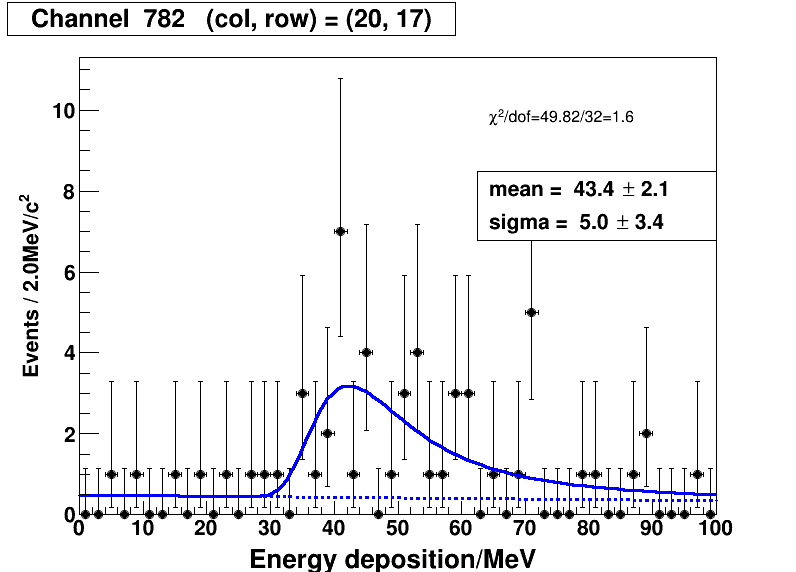 Channel 782 (col, row) = (20, 17)
χ²/dof=49.82/32=1.6
mean = 43.4 ± 2.1
sigma = 5.0 ± 3.4
Events / 2.0MeV/c²
10
8
6
4
2
0
0 10 20 30 40 50 60 70 80 90 100
Energy deposition/MeV